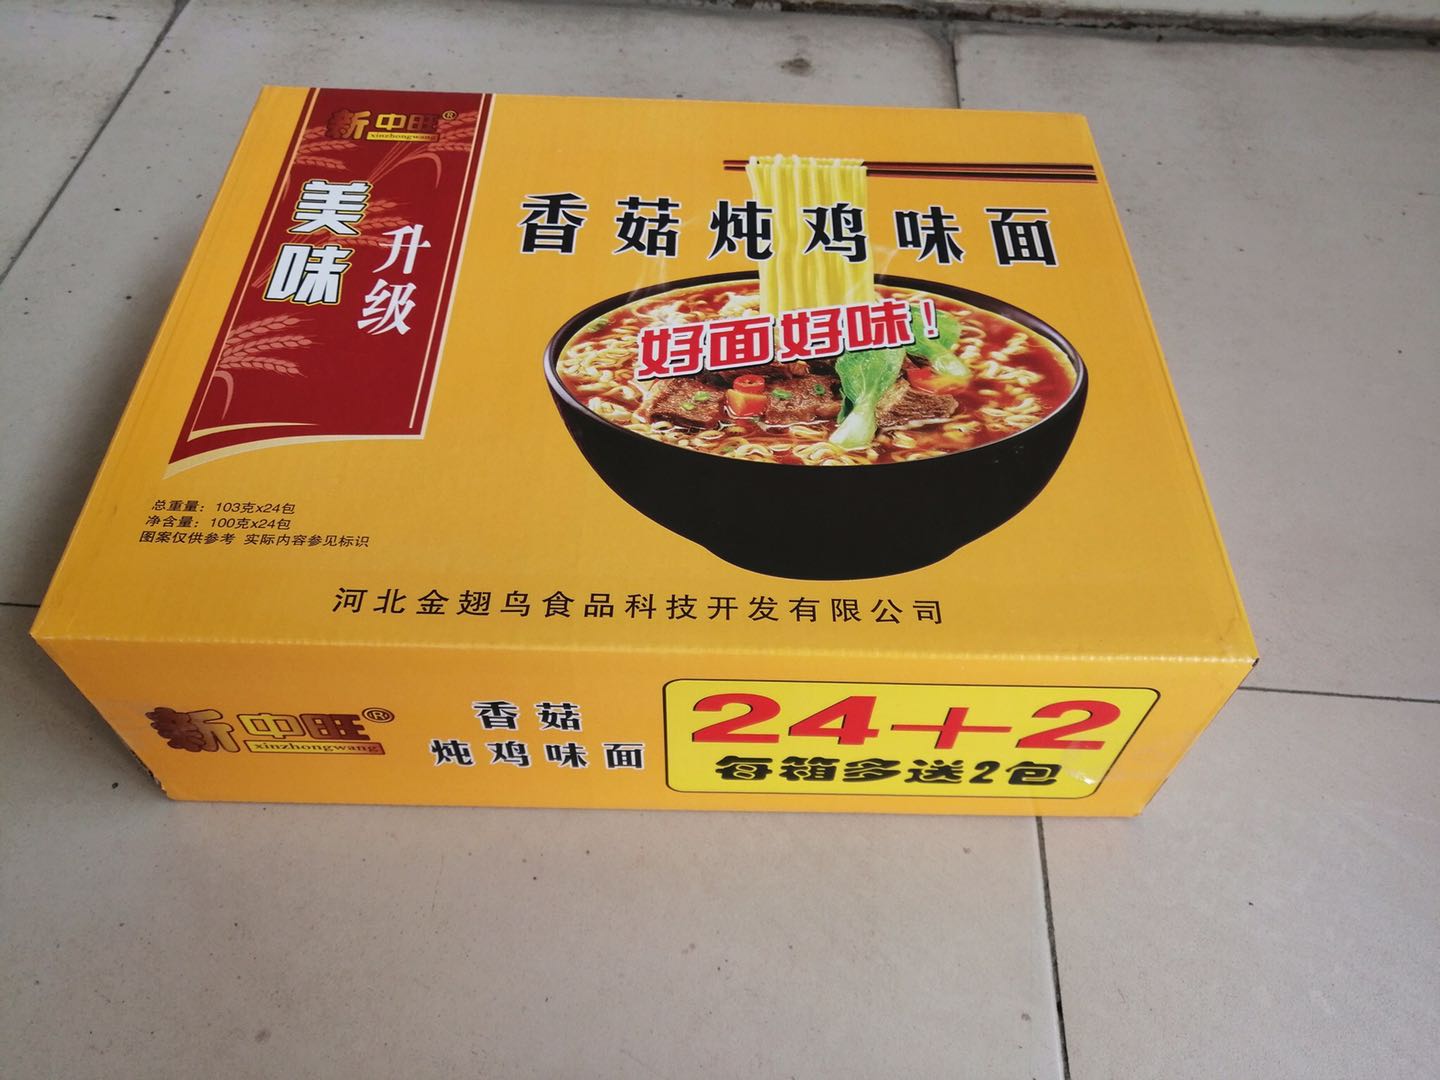 新中旺®
xinzhongwang
美味
升级
香菇炖鸡味面
好面好味!
总重量：103克x24包
净含量：100克x24包
图案仅供参考 实际内容参见标识
河北金翅鸟食品科技开发有限公司
新中旺®
xinzhongwang
香菇
炖鸡味面
24+2
每箱多送2包